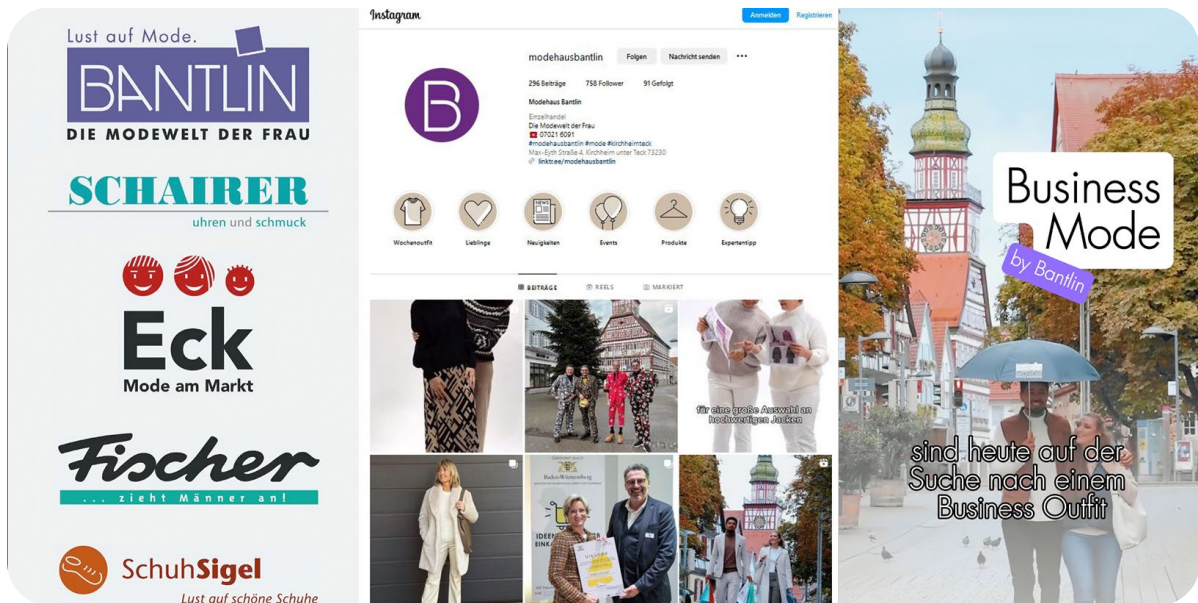 Lust auf Mode.
BANTLIN
DIE MODEWELT DER FRAU
SCHAIRER
uhren und schmuck
Eck
Mode am Markt
Fischer
... zieht Männer an!
SchuhSigel
Lust auf schöne Schuhe
Instagram
Anmelden
Registrieren
modehausbantlin
Folgen
Nachricht senden
296 Beiträge 758 Follower 91 Gefolgt
Modehaus Bantlin
Einzelhandel
Die Modewelt der Frau
07021 6091
#modehausbantlin #mode #kirchheimteck
Max-Eyth Straße 4, Kirchheim unter Teck 73230
linktr.ee/modehausbantlin
B
NEWS
Wochenoutfit
Lieblinge
Neuigkeiten
Events
Produkte
Expertentipp
BEITRÄGE
REELS
MARKIERT
für eine große Auswahl an
hochwertigen Jacken
Baden-Württemberg
Business
Mode
by Bantlin
sind heute auf der
Suche nach einem
Business Outfit